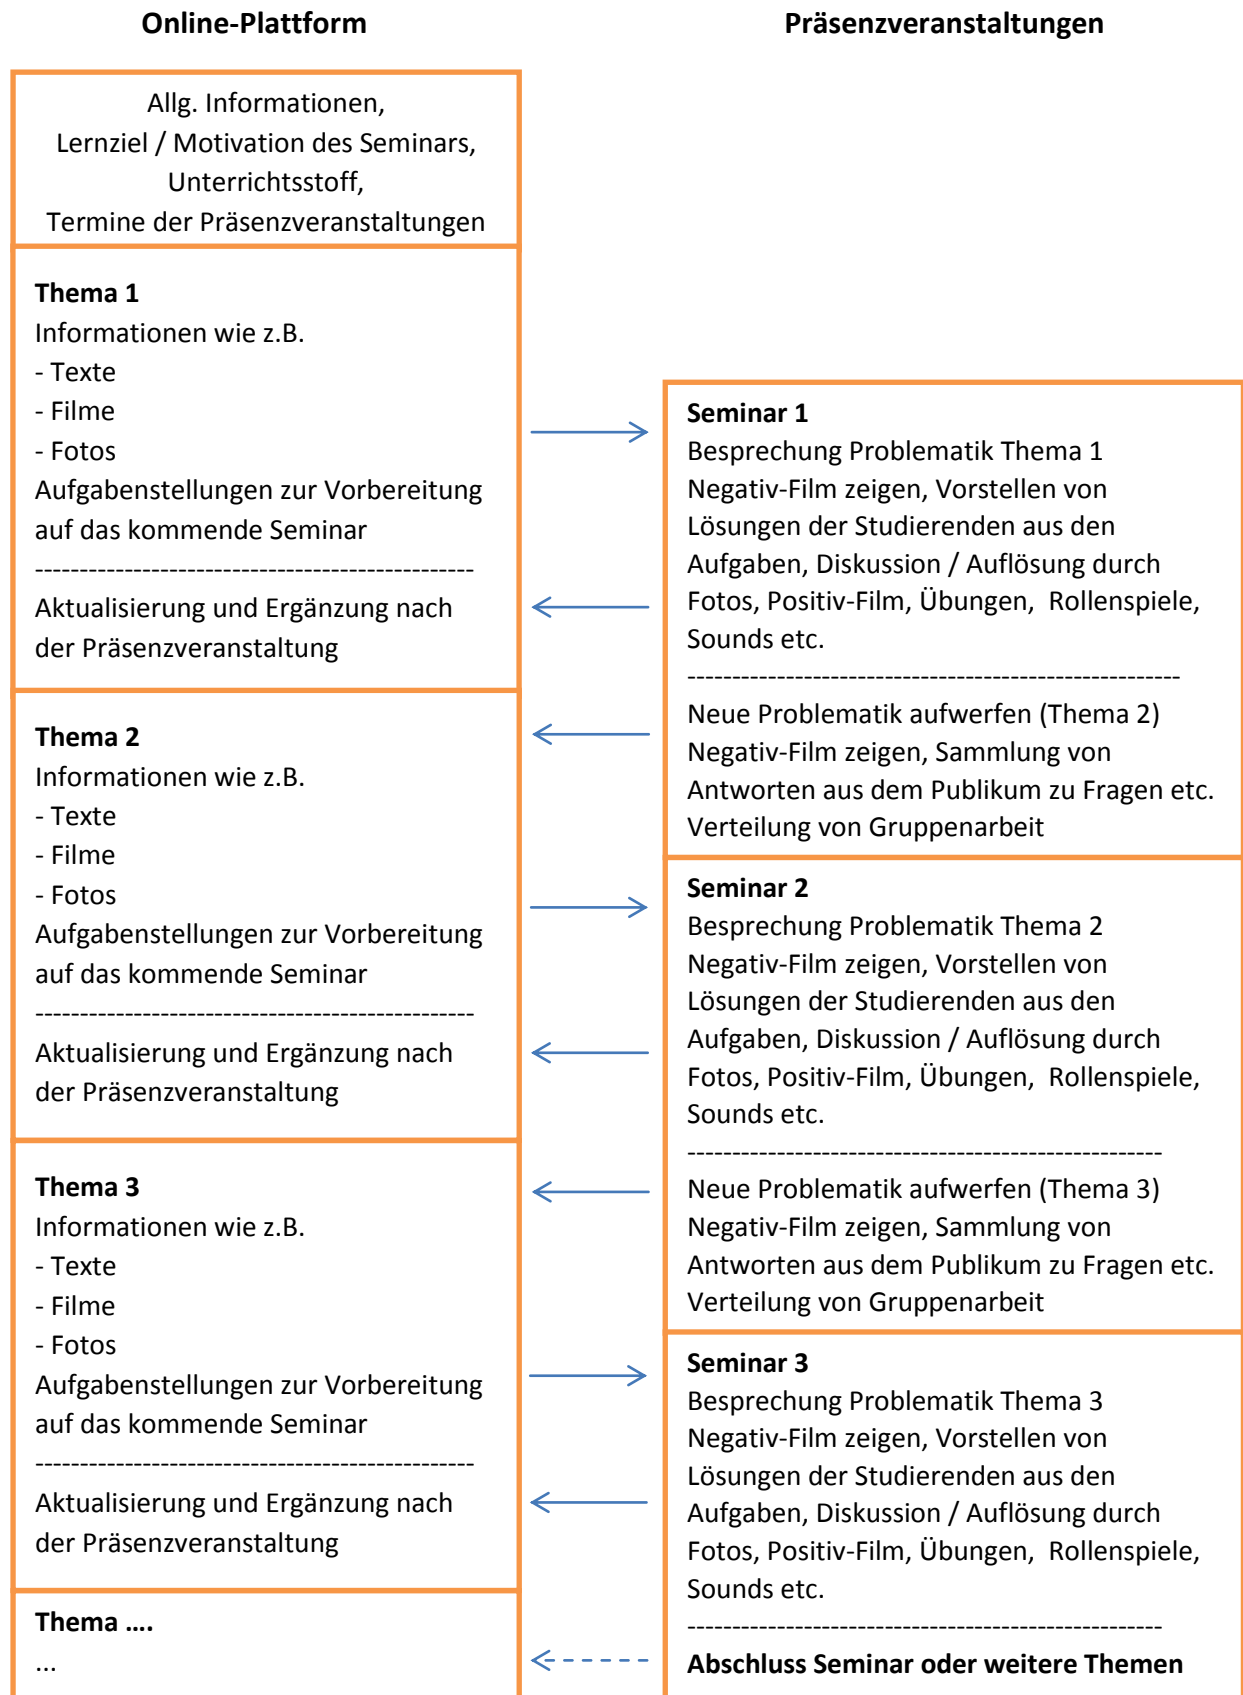 Online-Plattform
Präsenzveranstaltungen
Allg. Informationen,
Lernziel / Motivation des Seminars,
Unterrichtsstoff,
Termine der Präsenzveranstaltungen
Thema 1
Informationen wie z.B.
- Texte
- Filme
- Fotos
Aufgabenstellungen zur Vorbereitung
auf das kommende Seminar
-------------------------------------------------
Aktualisierung und Ergänzung nach
der Präsenzveranstaltung
Thema 2
Informationen wie z.B.
- Texte
- Filme
- Fotos
Aufgabenstellungen zur Vorbereitung
auf das kommende Seminar
-------------------------------------------------
Aktualisierung und Ergänzung nach
der Präsenzveranstaltung
Thema 3
Informationen wie z.B.
- Texte
- Filme
- Fotos
Aufgabenstellungen zur Vorbereitung
auf das kommende Seminar
-------------------------------------------------
Aktualisierung und Ergänzung nach
der Präsenzveranstaltung
Thema ….
...
Seminar 1
Besprechung Problematik Thema 1
Negativ-Film zeigen, Vorstellen von
Lösungen der Studierenden aus den
Aufgaben, Diskussion / Auflösung durch
Fotos, Positiv-Film, Übungen,  Rollenspiele,
Sounds etc.
-------------------------------------------------------
Neue Problematik aufwerfen (Thema 2)
Negativ-Film zeigen, Sammlung von
Antworten aus dem Publikum zu Fragen etc.
Verteilung von Gruppenarbeit
Seminar 2
Besprechung Problematik Thema 2
Negativ-Film zeigen, Vorstellen von
Lösungen der Studierenden aus den
Aufgaben, Diskussion / Auflösung durch
Fotos, Positiv-Film, Übungen,  Rollenspiele,
Sounds etc.
-----------------------------------------------------
Neue Problematik aufwerfen (Thema 3)
Negativ-Film zeigen, Sammlung von
Antworten aus dem Publikum zu Fragen etc.
Verteilung von Gruppenarbeit
Seminar 3
Besprechung Problematik Thema 3
Negativ-Film zeigen, Vorstellen von
Lösungen der Studierenden aus den
Aufgaben, Diskussion / Auflösung durch
Fotos, Positiv-Film, Übungen,  Rollenspiele,
Sounds etc.
-----------------------------------------------------
Abschluss Seminar oder weitere Themen